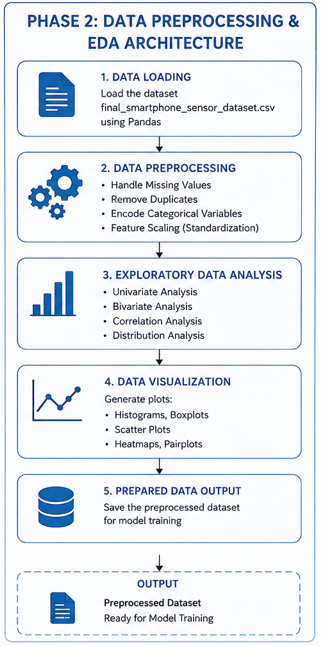 PHASE 2: DATA PREPROCESSING &
EDA ARCHITECTURE
1. DATA LOADING
Load the dataset
final_smartphone_sensor_dataset.csv
using Pandas
2. DATA PREPROCESSING
• Handle Missing Values
• Remove Duplicates
• Encode Categorical Variables
• Feature Scaling (Standardization)
3. EXPLORATORY DATA ANALYSIS
• Univariate Analysis
• Bivariate Analysis
• Correlation Analysis
• Distribution Analysis
4. DATA VISUALIZATION
Generate plots:
• Histograms, Boxplots
• Scatter Plots
• Heatmaps, Pairplots
5. PREPARED DATA OUTPUT
Save the preprocessed dataset
for model training
OUTPUT
Preprocessed Dataset
Ready for Model Training